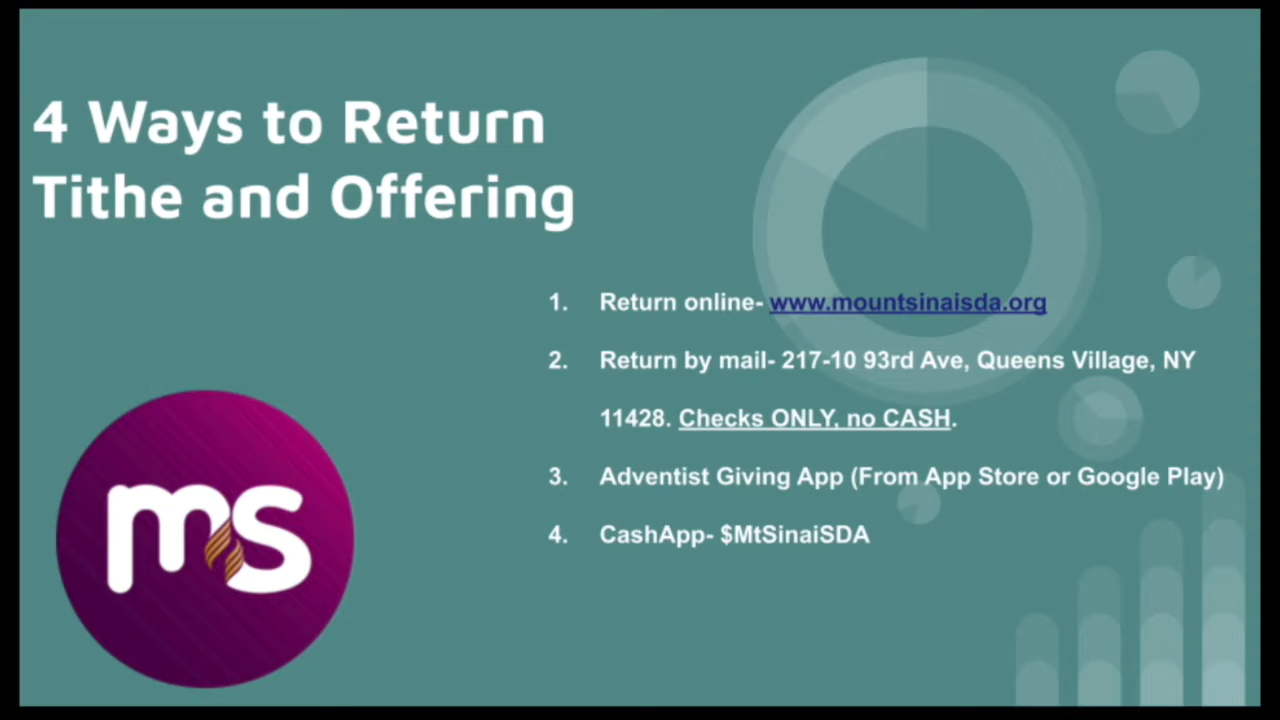 4 Ways to Return
Tithe and Offering
1. Return online- www.mountsinaisda.org
2. Return by mail- 217-10 93rd Ave, Queens Village, NY
11428. Checks ONLY, no CASH.
3. Adventist Giving App (From App Store or Google Play)
4. CashApp- $MtSinaiSDA
ms